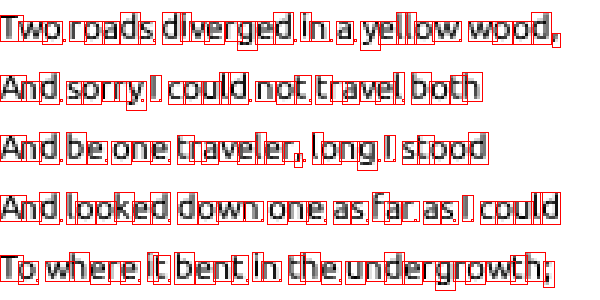 Two roads diverged in a yellow wood,
And sorry I could not travel both
And be one traveler, long I stood
And looked down one as far as I could
To where it bent in the undergrowth;